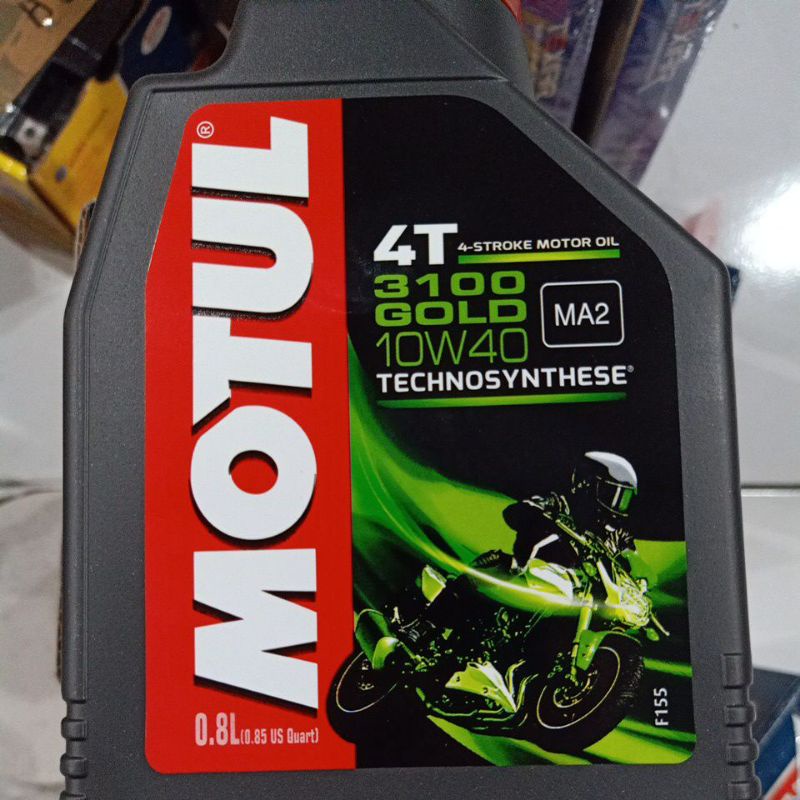 MOTUL®
4T 4-STROKE MOTOR OIL
3100
GOLD
10W40
MA2
TECHNOSYNTHESE®
0.8L(0.85 US Quart)
F155